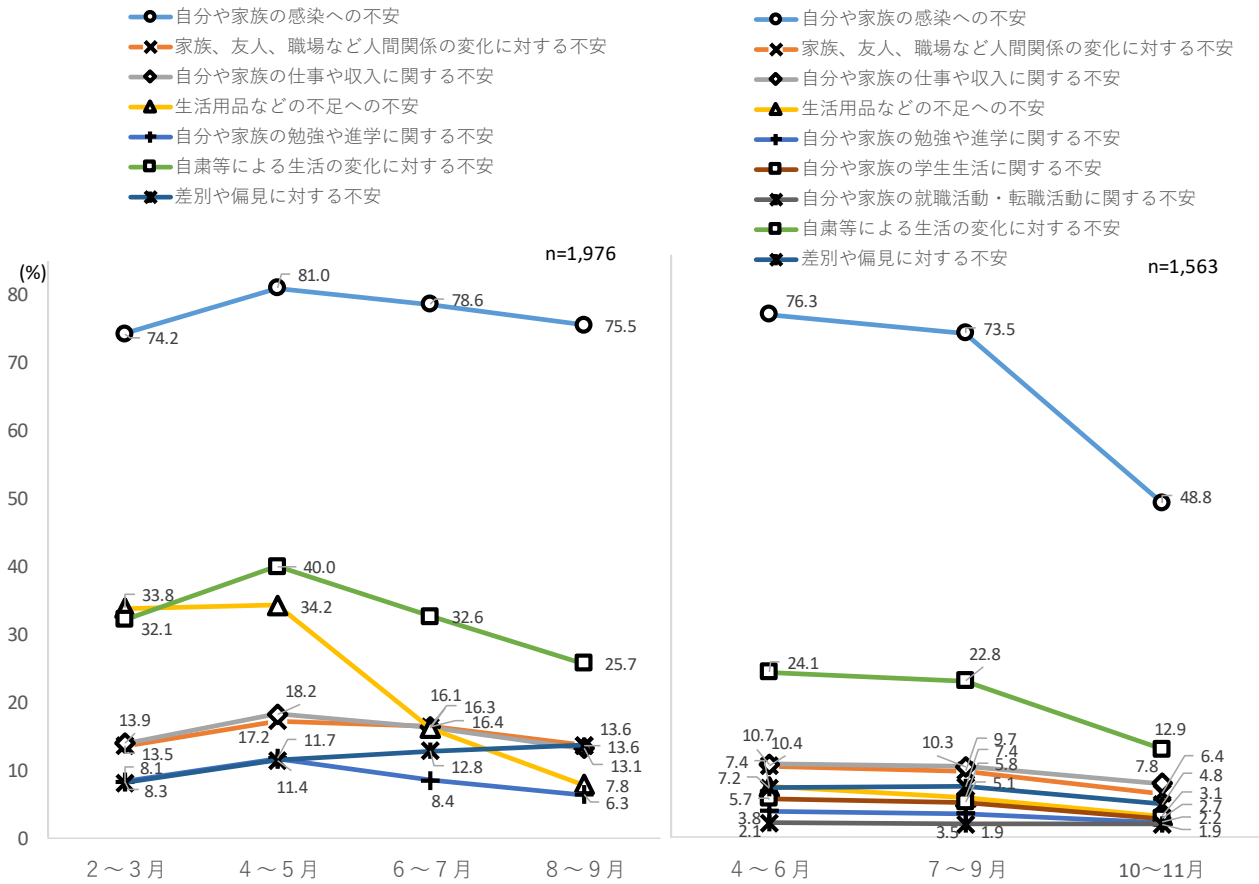 自分や家族の感染への不安
家族、友人、職場など人間関係の変化に対する不安
自分や家族の仕事や収入に関する不安
生活用品などの不足への不安
自分や家族の勉強や進学に関する不安
自粛等による生活の変化に対する不安
差別や偏見に対する不安
n=1,976
(%)
80
70
60
50
40
30
20
10
0
74.2
81.0
78.6
75.5
33.8
32.1
40.0
34.2
32.6
25.7
13.9
13.5
18.2
17.2
16.1
16.3
16.4
13.6
13.6
13.1
8.1
8.3
11.7
11.4
12.8
8.4
7.8
6.3
2～3月
4～5月
6～7月
8～9月
自分や家族の感染への不安
家族、友人、職場など人間関係の変化に対する不安
自分や家族の仕事や収入に関する不安
生活用品などの不足への不安
自分や家族の勉強や進学に関する不安
自分や家族の学生生活に関する不安
自分や家族の就職活動・転職活動に関する不安
自粛等による生活の変化に対する不安
差別や偏見に対する不安
n=1,563
76.3
73.5
48.8
24.1
22.8
12.9
10.7
10.4
7.4
7.2
5.7
3.8
2.1
10.3
9.7
7.4
5.8
5.1
3.5
1.9
7.8
6.4
4.8
3.1
2.7
2.2
1.9
4～6月
7～9月
10～11月